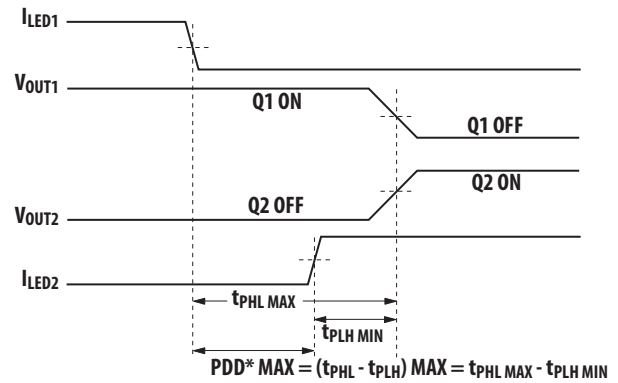 ILED1
VOUT1
Q1 ON
Q1 OFF
Q2 ON
Q2 OFF
VOUT2
ILED2
tPHL MAX
tPLH MIN
PDD* MAX = (tPHL - tPLH) MAX = tPHL MAX - tPLH MIN